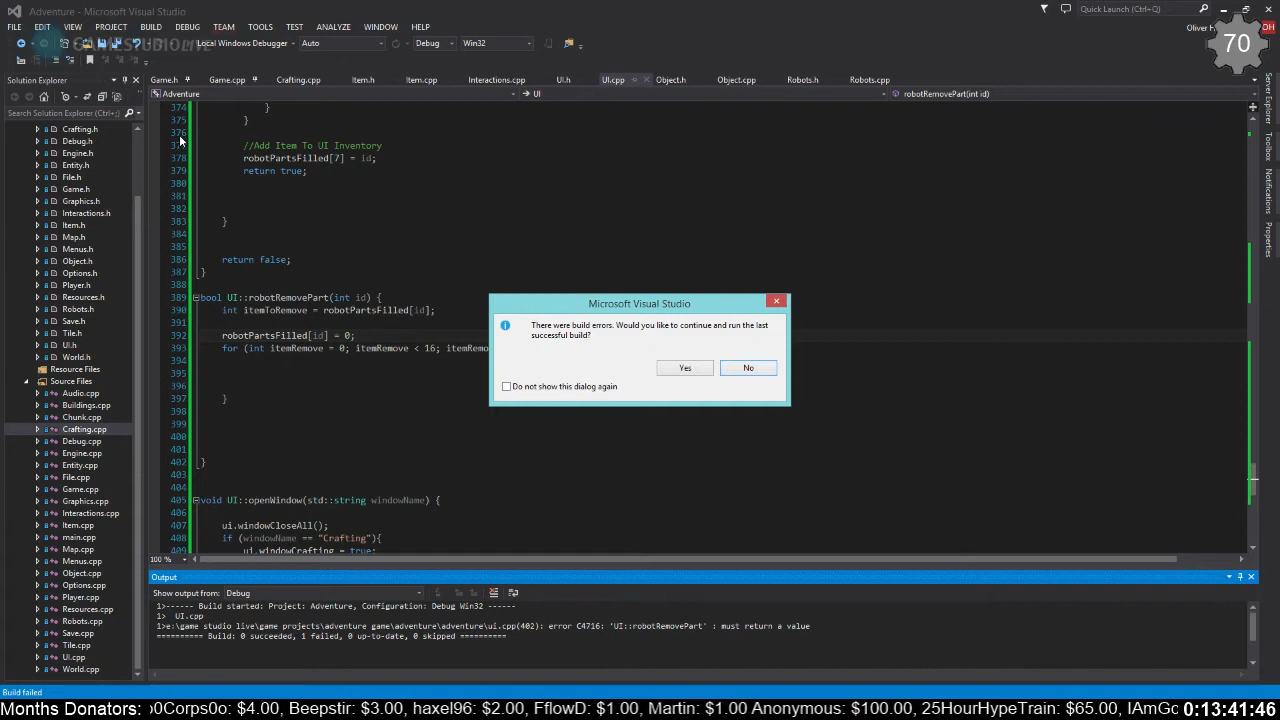 Adventure - Microsoft Visual Studio
Quick Launch (Ctrl+Q)
FILE EDIT VIEW PROJECT BUILD DEBUG TEAM TOOLS TEST ANALYZE WINDOW HELP
Oliver F
OH
70
GAMESTUDIOLIVE
Local Windows Debugger Auto Debug Win32
Solution Explorer
Game.h Game.cpp Crafting.cpp Item.h Item.cpp Interactions.cpp UI.h UI.cpp Object.h Object.cpp Robots.h Robots.cpp
Adventure UI robotRemovePart(int id)
Search Solution Explorer (Ctrl+;)
Crafting.h
Debug.h
Engine.h
Entity.h
File.h
Game.h
Graphics.h
Interactions.h
Item.h
Map.h
Menus.h
Object.h
Options.h
Player.h
Resources.h
Robots.h
Save.h
Tile.h
UI.h
World.h
Resource Files
Source Files
Audio.cpp
Buildings.cpp
Chunk.cpp
Crafting.cpp
Debug.cpp
Engine.cpp
Entity.cpp
File.cpp
Game.cpp
Graphics.cpp
Interactions.cpp
Item.cpp
main.cpp
Map.cpp
Menus.cpp
Object.cpp
Options.cpp
Player.cpp
Resources.cpp
Robots.cpp
Save.cpp
Tile.cpp
UI.cpp
World.cpp
374 }
375 }
376
377 //Add Item To UI Inventory
378 robotPartsFilled[7] = id;
379 return true;
380
381
382
383 }
384
385
386 return false;
387 }
388
389 bool UI::robotRemovePart(int id) {
390 int itemToRemove = robotPartsFilled[id];
391
392 robotPartsFilled[id] = 0;
393 for (int itemRemove = 0; itemRemove < 16; itemRemo
394
395
396
397 }
398
399
400
401
402 }
403
404
405 void UI::openWindow(std::string windowName) {
406
407 ui.windowCloseAll();
408 if (windowName == "Crafting"){
409 ui.windowCrafting = true;
100 %
Microsoft Visual Studio
There were build errors. Would you like to continue and run the last
successful build?
Yes No
Do not show this dialog again
Server Explorer
Toolbox
Notifications
Properties
Output
Show output from: Debug
1>------ Build started: Project: Adventure, Configuration: Debug Win32 ------
1> UI.cpp
1>e:\game studio live\game projects\adventure game\adventure\adventure\ui.cpp(402): error C4716: 'UI::robotRemovePart' : must return a value
========== Build: 0 succeeded, 1 failed, 0 up-to-date, 0 skipped ==========
Build failed
Months Donators: b0Corps0o: $4.00, Beepstir: $3.00, haxel96: $2.00, FflowD: $1.00, Martin: $1.00 Anonymous: $100.00, 25HourHypeTrain: $65.00, IAmGo 0:13:41:46